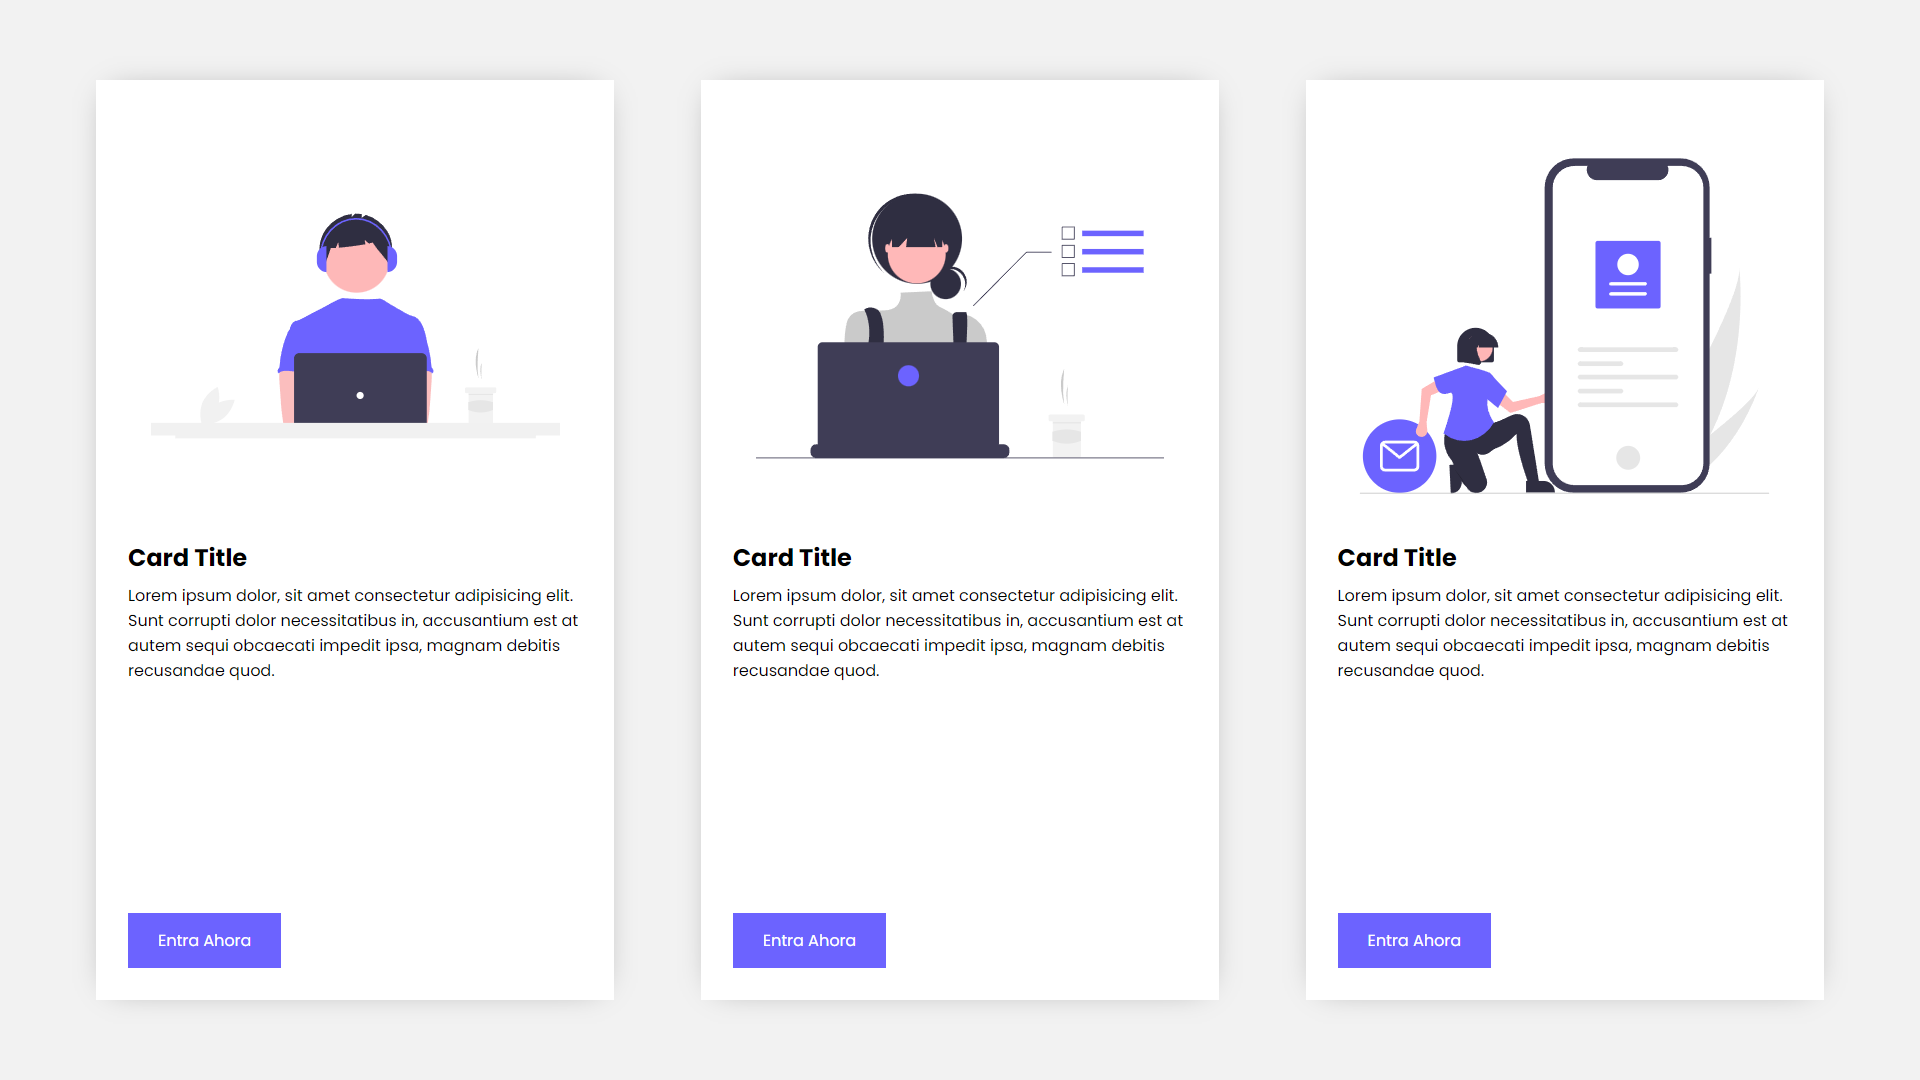 Card Title
Lorem ipsum dolor, sit amet consectetur adipisicing elit.
Sunt corrupti dolor necessitatibus in, accusantium est at
autem sequi obcaecati impedit ipsa, magnam debitis
recusandae quod.
Entra Ahora
Card Title
Lorem ipsum dolor, sit amet consectetur adipisicing elit.
Sunt corrupti dolor necessitatibus in, accusantium est at
autem sequi obcaecati impedit ipsa, magnam debitis
recusandae quod.
Entra Ahora
Card Title
Lorem ipsum dolor, sit amet consectetur adipisicing elit.
Sunt corrupti dolor necessitatibus in, accusantium est at
autem sequi obcaecati impedit ipsa, magnam debitis
recusandae quod.
Entra Ahora